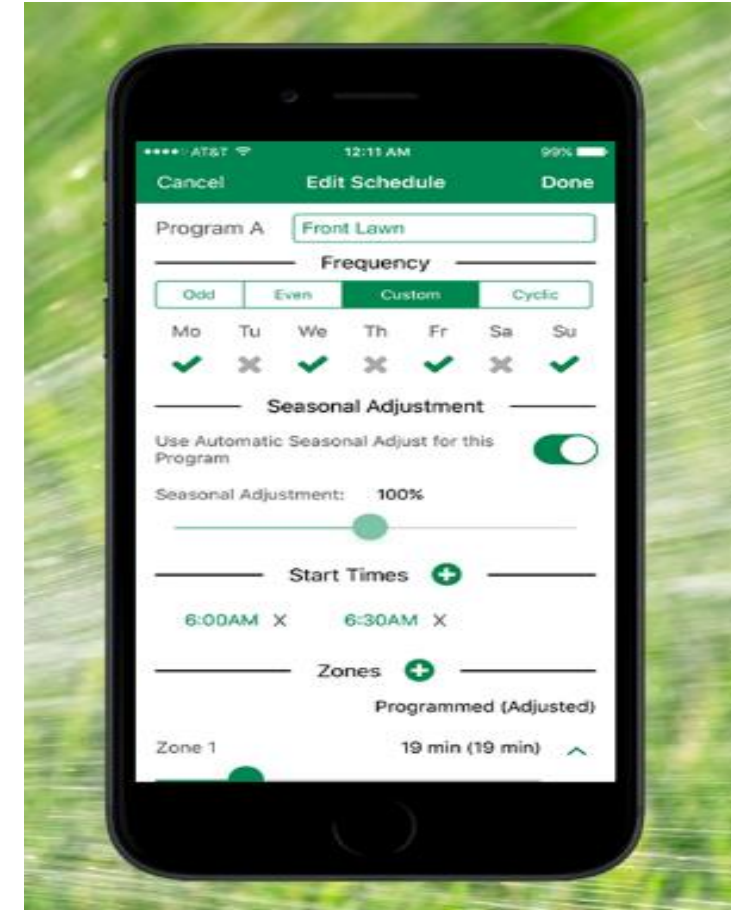 AT&T 12:11 AM 99%
Cancel Edit Schedule Done
Program A Front Lawn
Frequency
Odd Even Custom Cyclic
Mo Tu We Th Fr Sa Su
Seasonal Adjustment
Use Automatic Seasonal Adjust for this
Program
Seasonal Adjustment: 100%
Start Times
6:00AM X 6:30AM X
Zones
Programmed (Adjusted)
Zone 1 19 min (19 min)